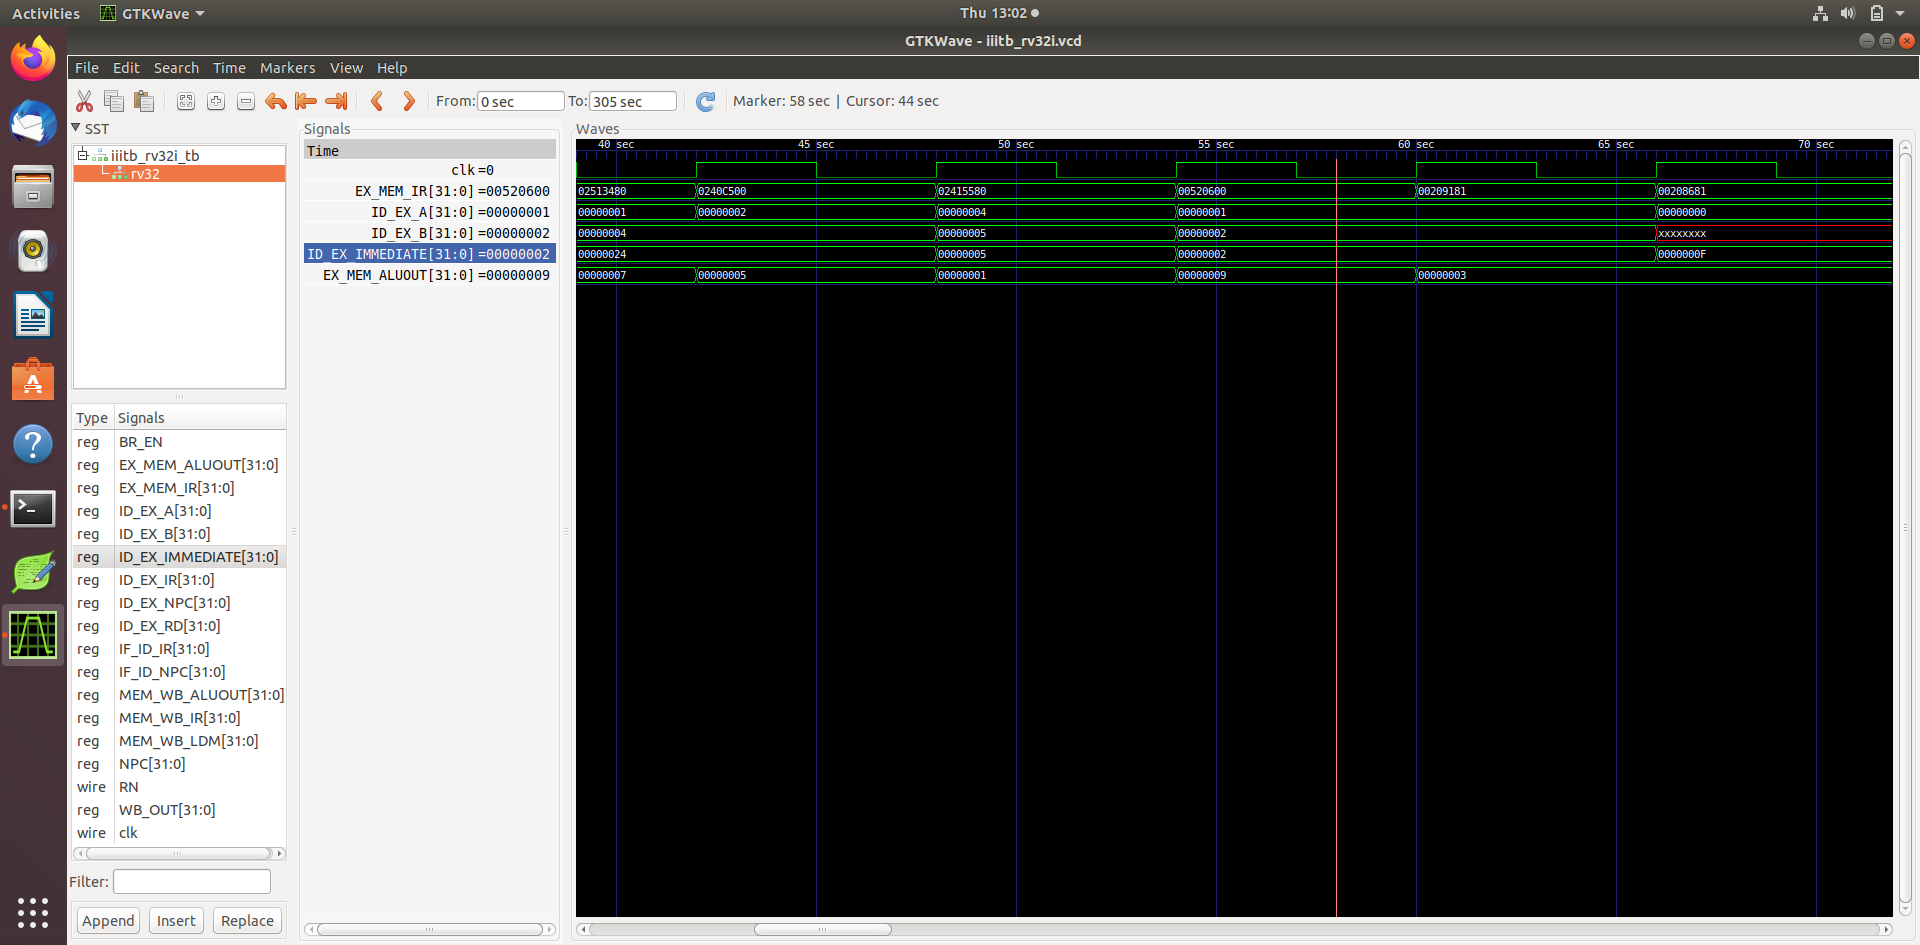 Activities GTKWave Thu 13:02
GTKWave - iiitb_rv32i.vcd
File Edit Search Time Markers View Help
From: 0 sec To: 305 sec Marker: 58 sec | Cursor: 44 sec
SST
iiitb_rv32i_tb
rv32
Type Signals
reg BR_EN
reg EX_MEM_ALUOUT[31:0]
reg EX_MEM_IR[31:0]
reg ID_EX_A[31:0]
reg ID_EX_B[31:0]
reg ID_EX_IMMEDIATE[31:0]
reg ID_EX_IR[31:0]
reg ID_EX_NPC[31:0]
reg ID_EX_RD[31:0]
reg IF_ID_IR[31:0]
reg IF_ID_NPC[31:0]
reg MEM_WB_ALUOUT[31:0]
reg MEM_WB_IR[31:0]
reg MEM_WB_LDM[31:0]
reg NPC[31:0]
wire RN
reg WB_OUT[31:0]
wire clk
Filter:
Append Insert Replace
Signals
Time
clk=0
EX_MEM_IR[31:0]=00520600
ID_EX_A[31:0]=00000001
ID_EX_B[31:0]=00000002
ID_EX_IMMEDIATE[31:0]=00000002
EX_MEM_ALUOUT[31:0]=00000009
Waves
40 sec 45 sec 50 sec 55 sec 60 sec 65 sec 70 sec
02513480 0240C500 02415580 00520600 00209181 00208681
00000001 00000002 00000004 00000001 00000000
00000004 00000005 00000002 xxxxxxxx
00000024 00000005 00000002 0000000F
00000007 00000005 00000001 00000009 00000003